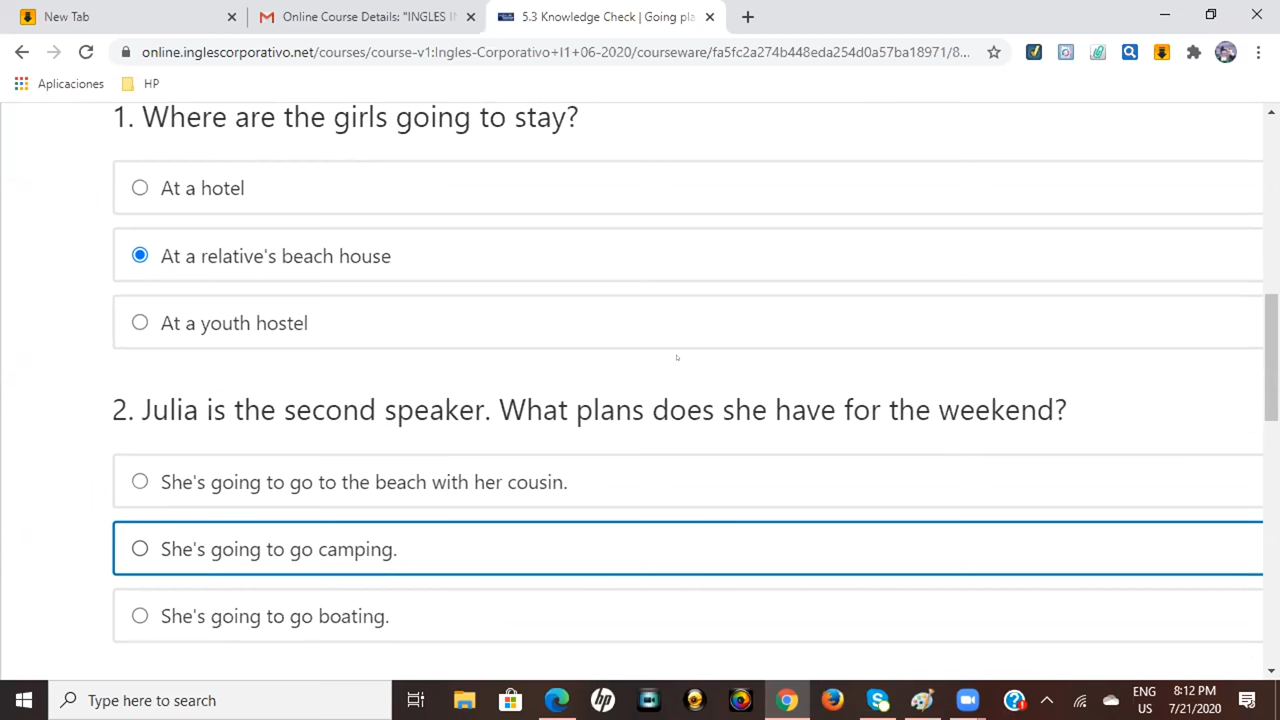 New Tab
Online Course Details: "INGLES I
5.3 Knowledge Check | Going pla
online.inglescorporativo.net/courses/course-v1:Ingles-Corporativo+I1+06-2020/courseware/fa5fc2a274b448eda254d0a57ba18971/8...
Aplicaciones
HP
1. Where are the girls going to stay?
At a hotel
At a relative's beach house
At a youth hostel
2. Julia is the second speaker. What plans does she have for the weekend?
She's going to go to the beach with her cousin.
She's going to go camping.
She's going to go boating.
Type here to search
ENG
US
8:12 PM
7/21/2020